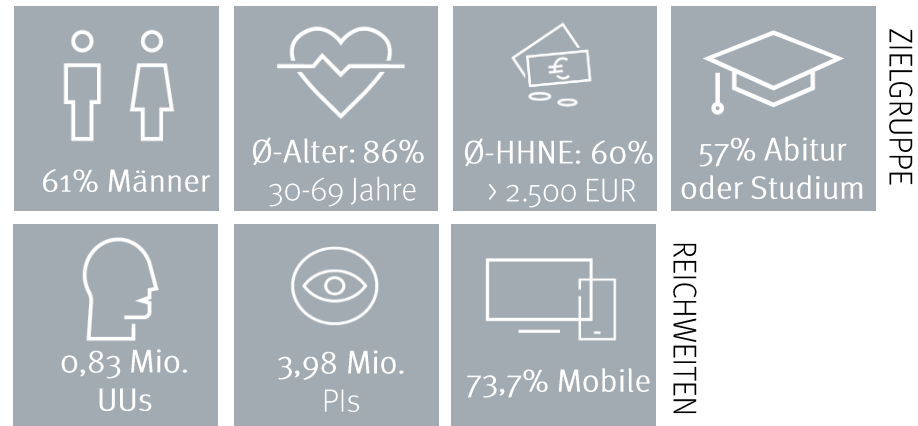 61% Männer
Ø-Alter: 86%
30-69 Jahre
€
Ø-HHNE: 60%
> 2.500 EUR
57% Abitur
oder Studium
ZIELGRUPPE
0,83 Mio.
UUs
3,98 Mio.
PIs
73,7% Mobile
REICHWEITEN